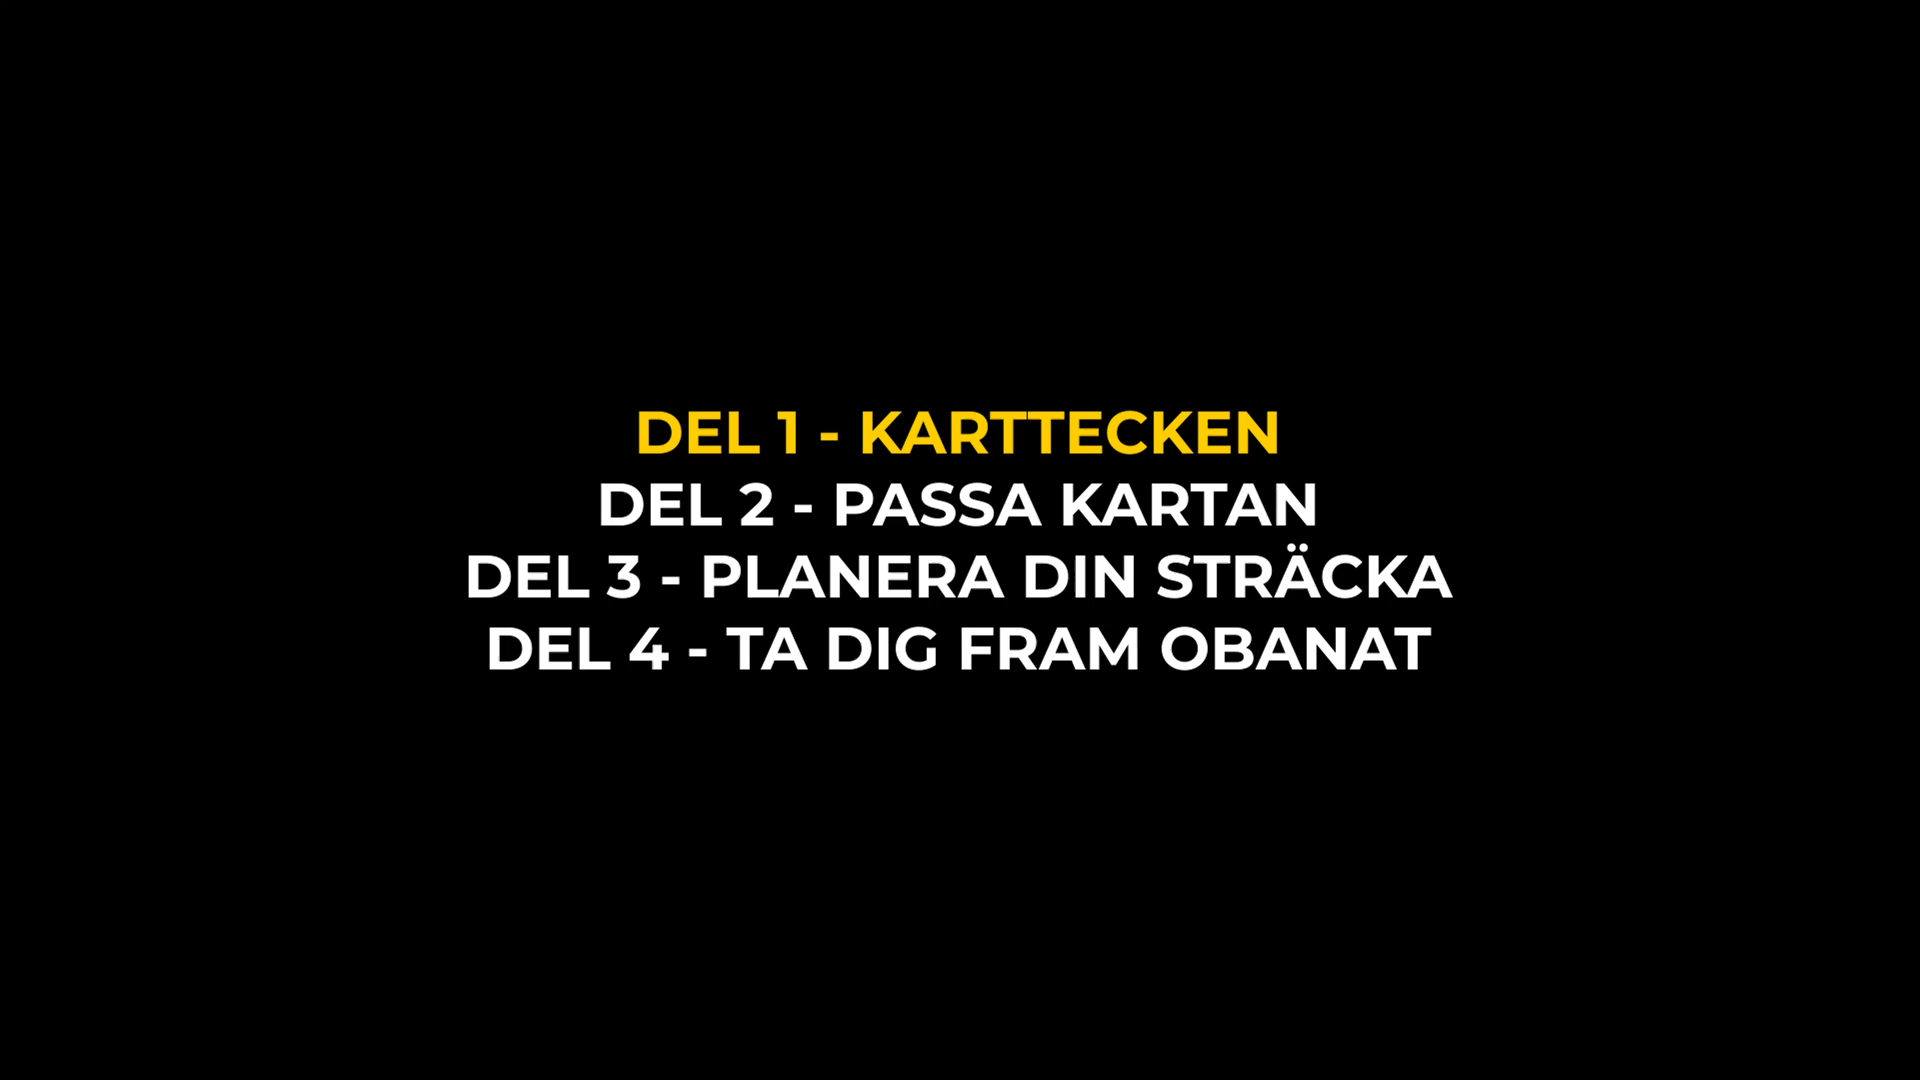 DEL 1 - KARTTECKEN
DEL 2 - PASSA KARTAN
DEL 3 - PLANERA DIN STRÄCKA
DEL 4 - TA DIG FRAM OBANAT